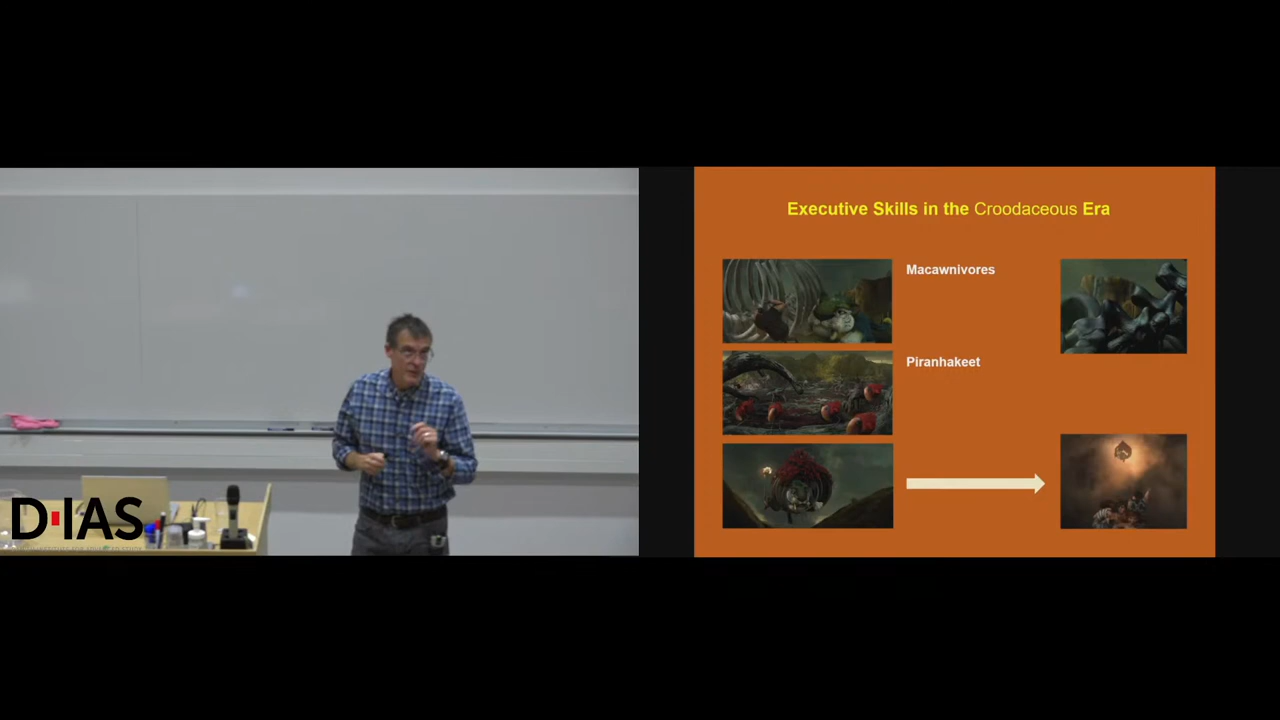 D·IAS
Executive Skills in the Croodaceous Era
Macawnivores
Piranhakeet